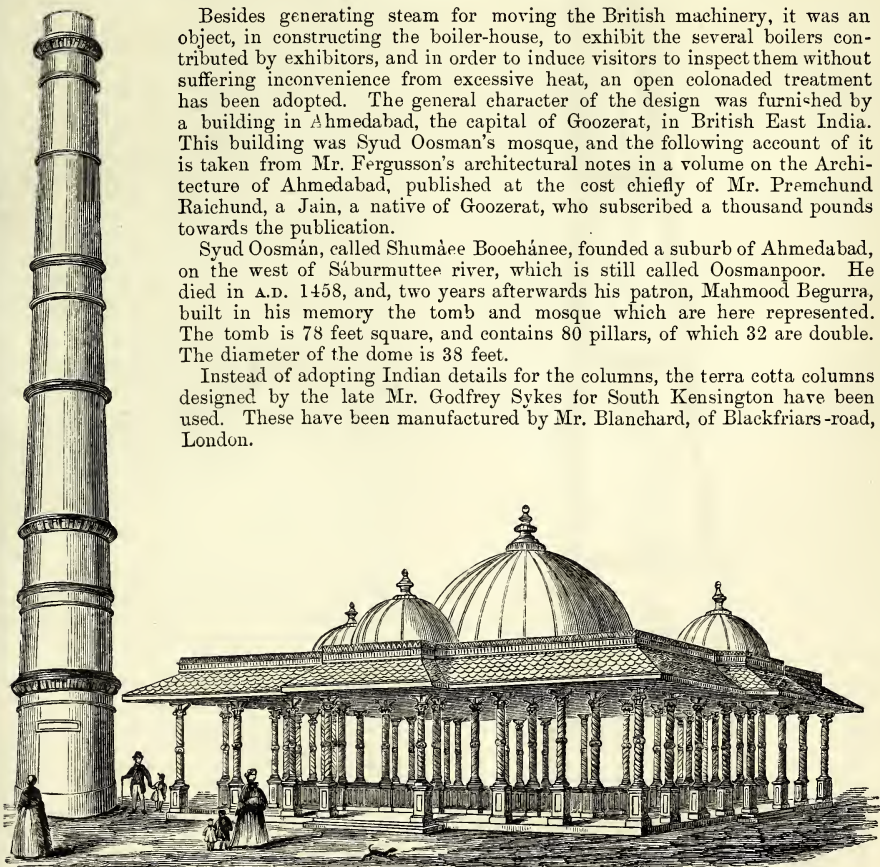 Besides generating steam for moving the British machinery, it was an
object, in constructing the boiler-house, to exhibit the several boilers con-
tributed by exhibitors, and in order to induce visitors to inspect them without
suffering inconvenience from excessive heat, an open colonaded treatment
has been adopted. The general character of the design was furnished by
a building in Ahmedabad, the capital of Goozerat, in British East India.
This building was Syud Oosman's mosque, and the following account of it
is taken from Mr. Fergusson's architectural notes in a volume on the Archi-
tecture of Ahmedabad, published at the cost chiefly of Mr. Premchund
Raichund, a Jain, a native of Goozerat, who subscribed a thousand pounds
towards the publication.
Syud Oosmán, called Shumàee Booehánee, founded a suburb of Ahmedabad,
on the west of Sáburmuttee river, which is still called Oosmanpoor. He
died in A.D. 1458, and, two years afterwards his patron, Mahmood Begurra,
built in his memory the tomb and mosque which are here represented.
The tomb is 78 feet square, and contains 80 pillars, of which 32 are double.
The diameter of the dome is 38 feet.
Instead of adopting Indian details for the columns, the terra cotta columns
designed by the late Mr. Godfrey Sykes for South Kensington have been
used. These have been manufactured by Mr. Blanchard, of Blackfriars-road,
London.